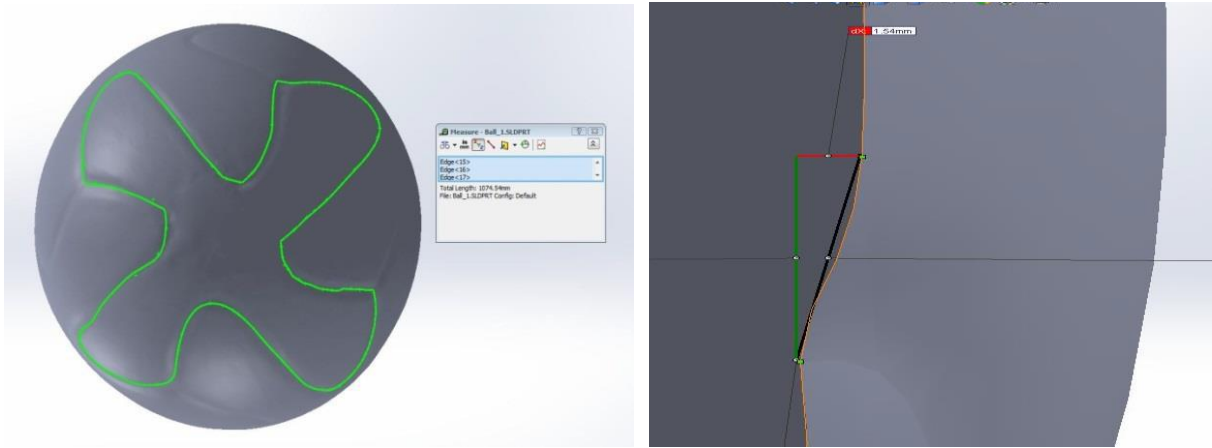 Measure - Ball_1.SLDPRT
Edge<15>
Edge<16>
Edge<17>
Total Length: 1074.54mm
File: Ball_1.SLDPRT Config: Default
dX: 1.54mm